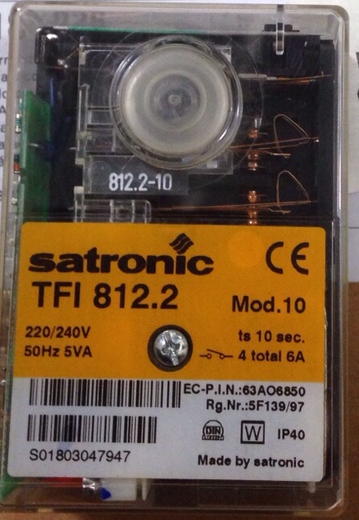 812.2-10
satronic
CE
TFI 812.2
Mod.10
220/240V
ts 10 sec.
50Hz 5VA
4 total 6A
EC-P.I.N.:63AO6850
Rg.Nr.:5F139/97
DIN
W
IP40
S01803047947
Made by satronic